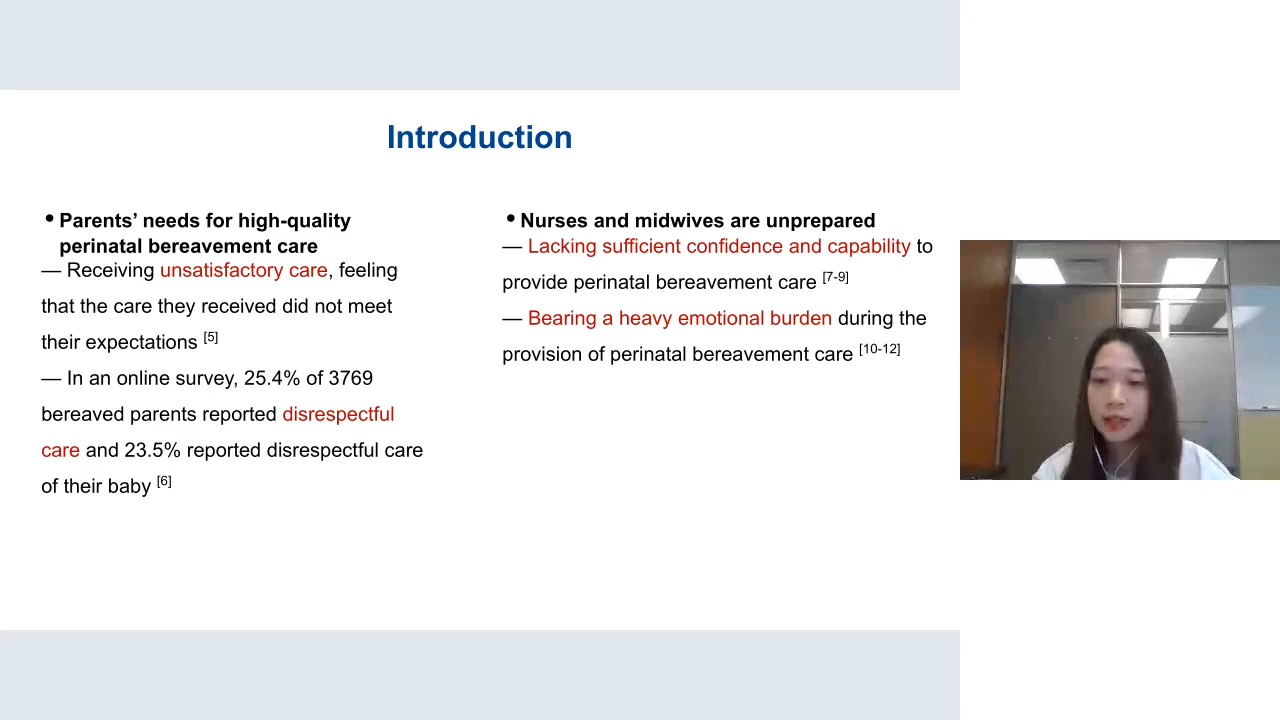 Introduction
• Parents’ needs for high-quality
perinatal bereavement care
— Receiving unsatisfactory care, feeling
that the care they received did not meet
their expectations [5]
— In an online survey, 25.4% of 3769
bereaved parents reported disrespectful
care and 23.5% reported disrespectful care
of their baby [6]
• Nurses and midwives are unprepared
— Lacking sufficient confidence and capability to
provide perinatal bereavement care [7-9]
— Bearing a heavy emotional burden during the
provision of perinatal bereavement care [10-12]